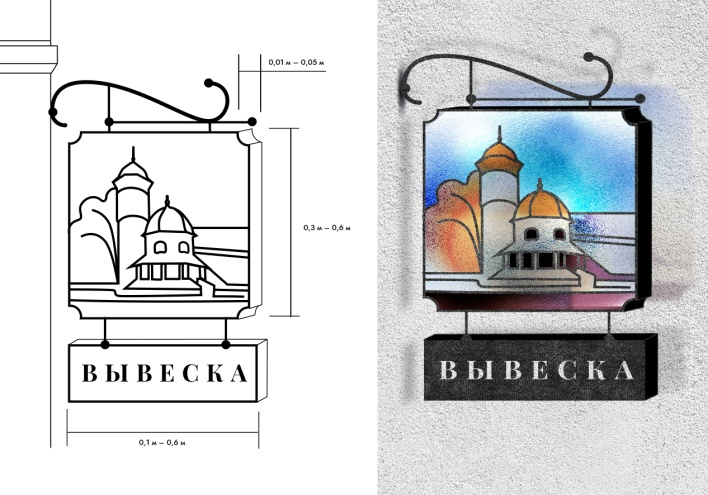 0,01 м – 0,05 м
0,3 м – 0,6 м
ВЫВЕСКА
0,1 м – 0,6 м
ВЫВЕСКА